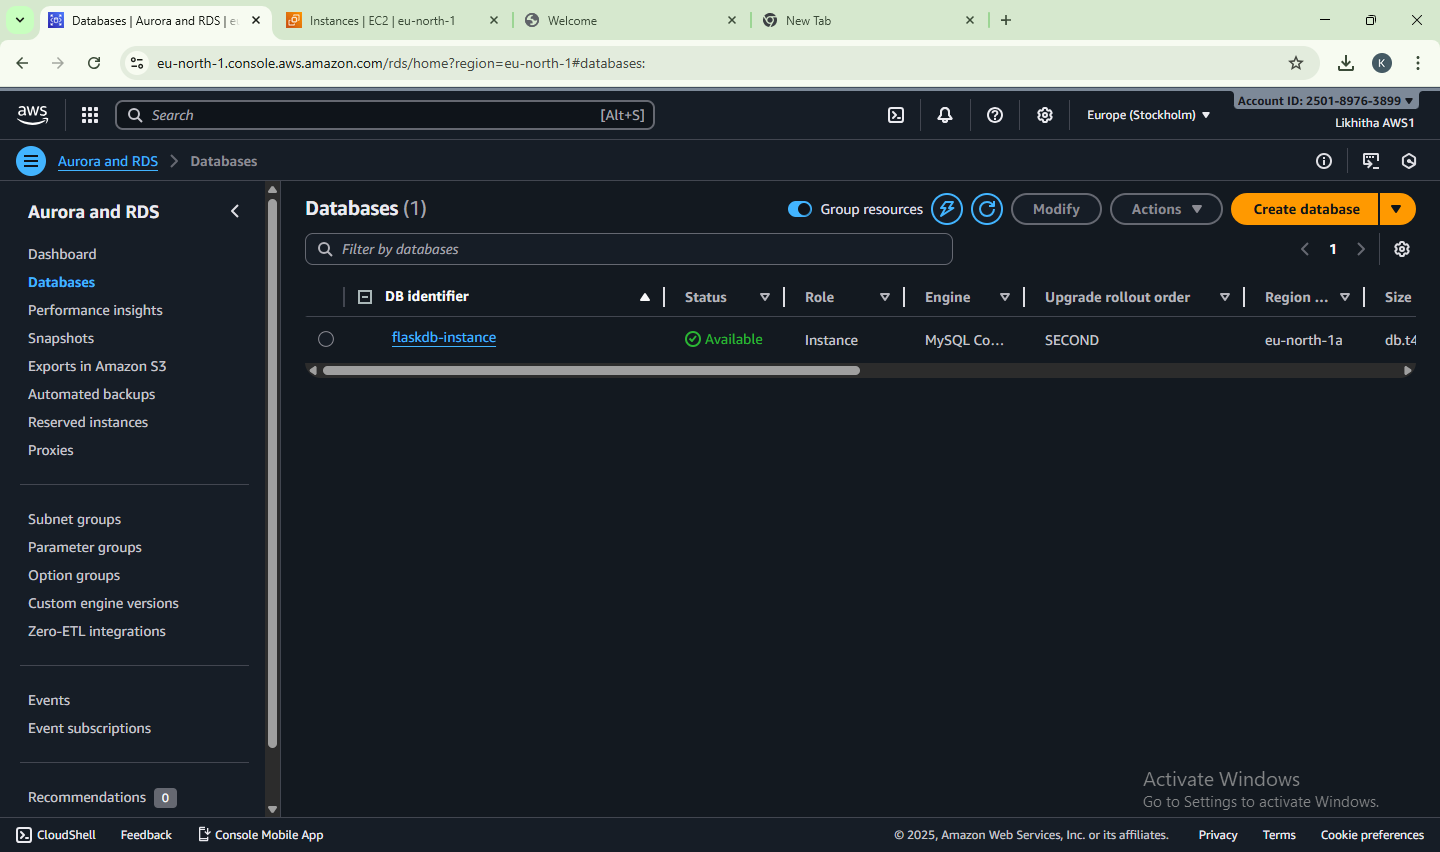 Databases | Aurora and RDS | eu
Instances | EC2 | eu-north-1
Welcome
New Tab
eu-north-1.console.aws.amazon.com/rds/home?region=eu-north-1#databases:
K
aws
Search
[Alt+S]
Europe (Stockholm)
Account ID: 2501-8976-3899
Likhitha AWS1
Aurora and RDS
Databases
Aurora and RDS
Dashboard
Databases
Performance insights
Snapshots
Exports in Amazon S3
Automated backups
Reserved instances
Proxies
Subnet groups
Parameter groups
Option groups
Custom engine versions
Zero-ETL integrations
Events
Event subscriptions
Recommendations 0
Databases (1)
Group resources
Modify
Actions
Create database
Filter by databases
1
DB identifier Status Role Engine Upgrade rollout order Region ... Size
flaskdb-instance Available Instance MySQL Co... SECOND eu-north-1a db.t4
Activate Windows
Go to Settings to activate Windows.
CloudShell Feedback Console Mobile App © 2025, Amazon Web Services, Inc. or its affiliates. Privacy Terms Cookie preferences